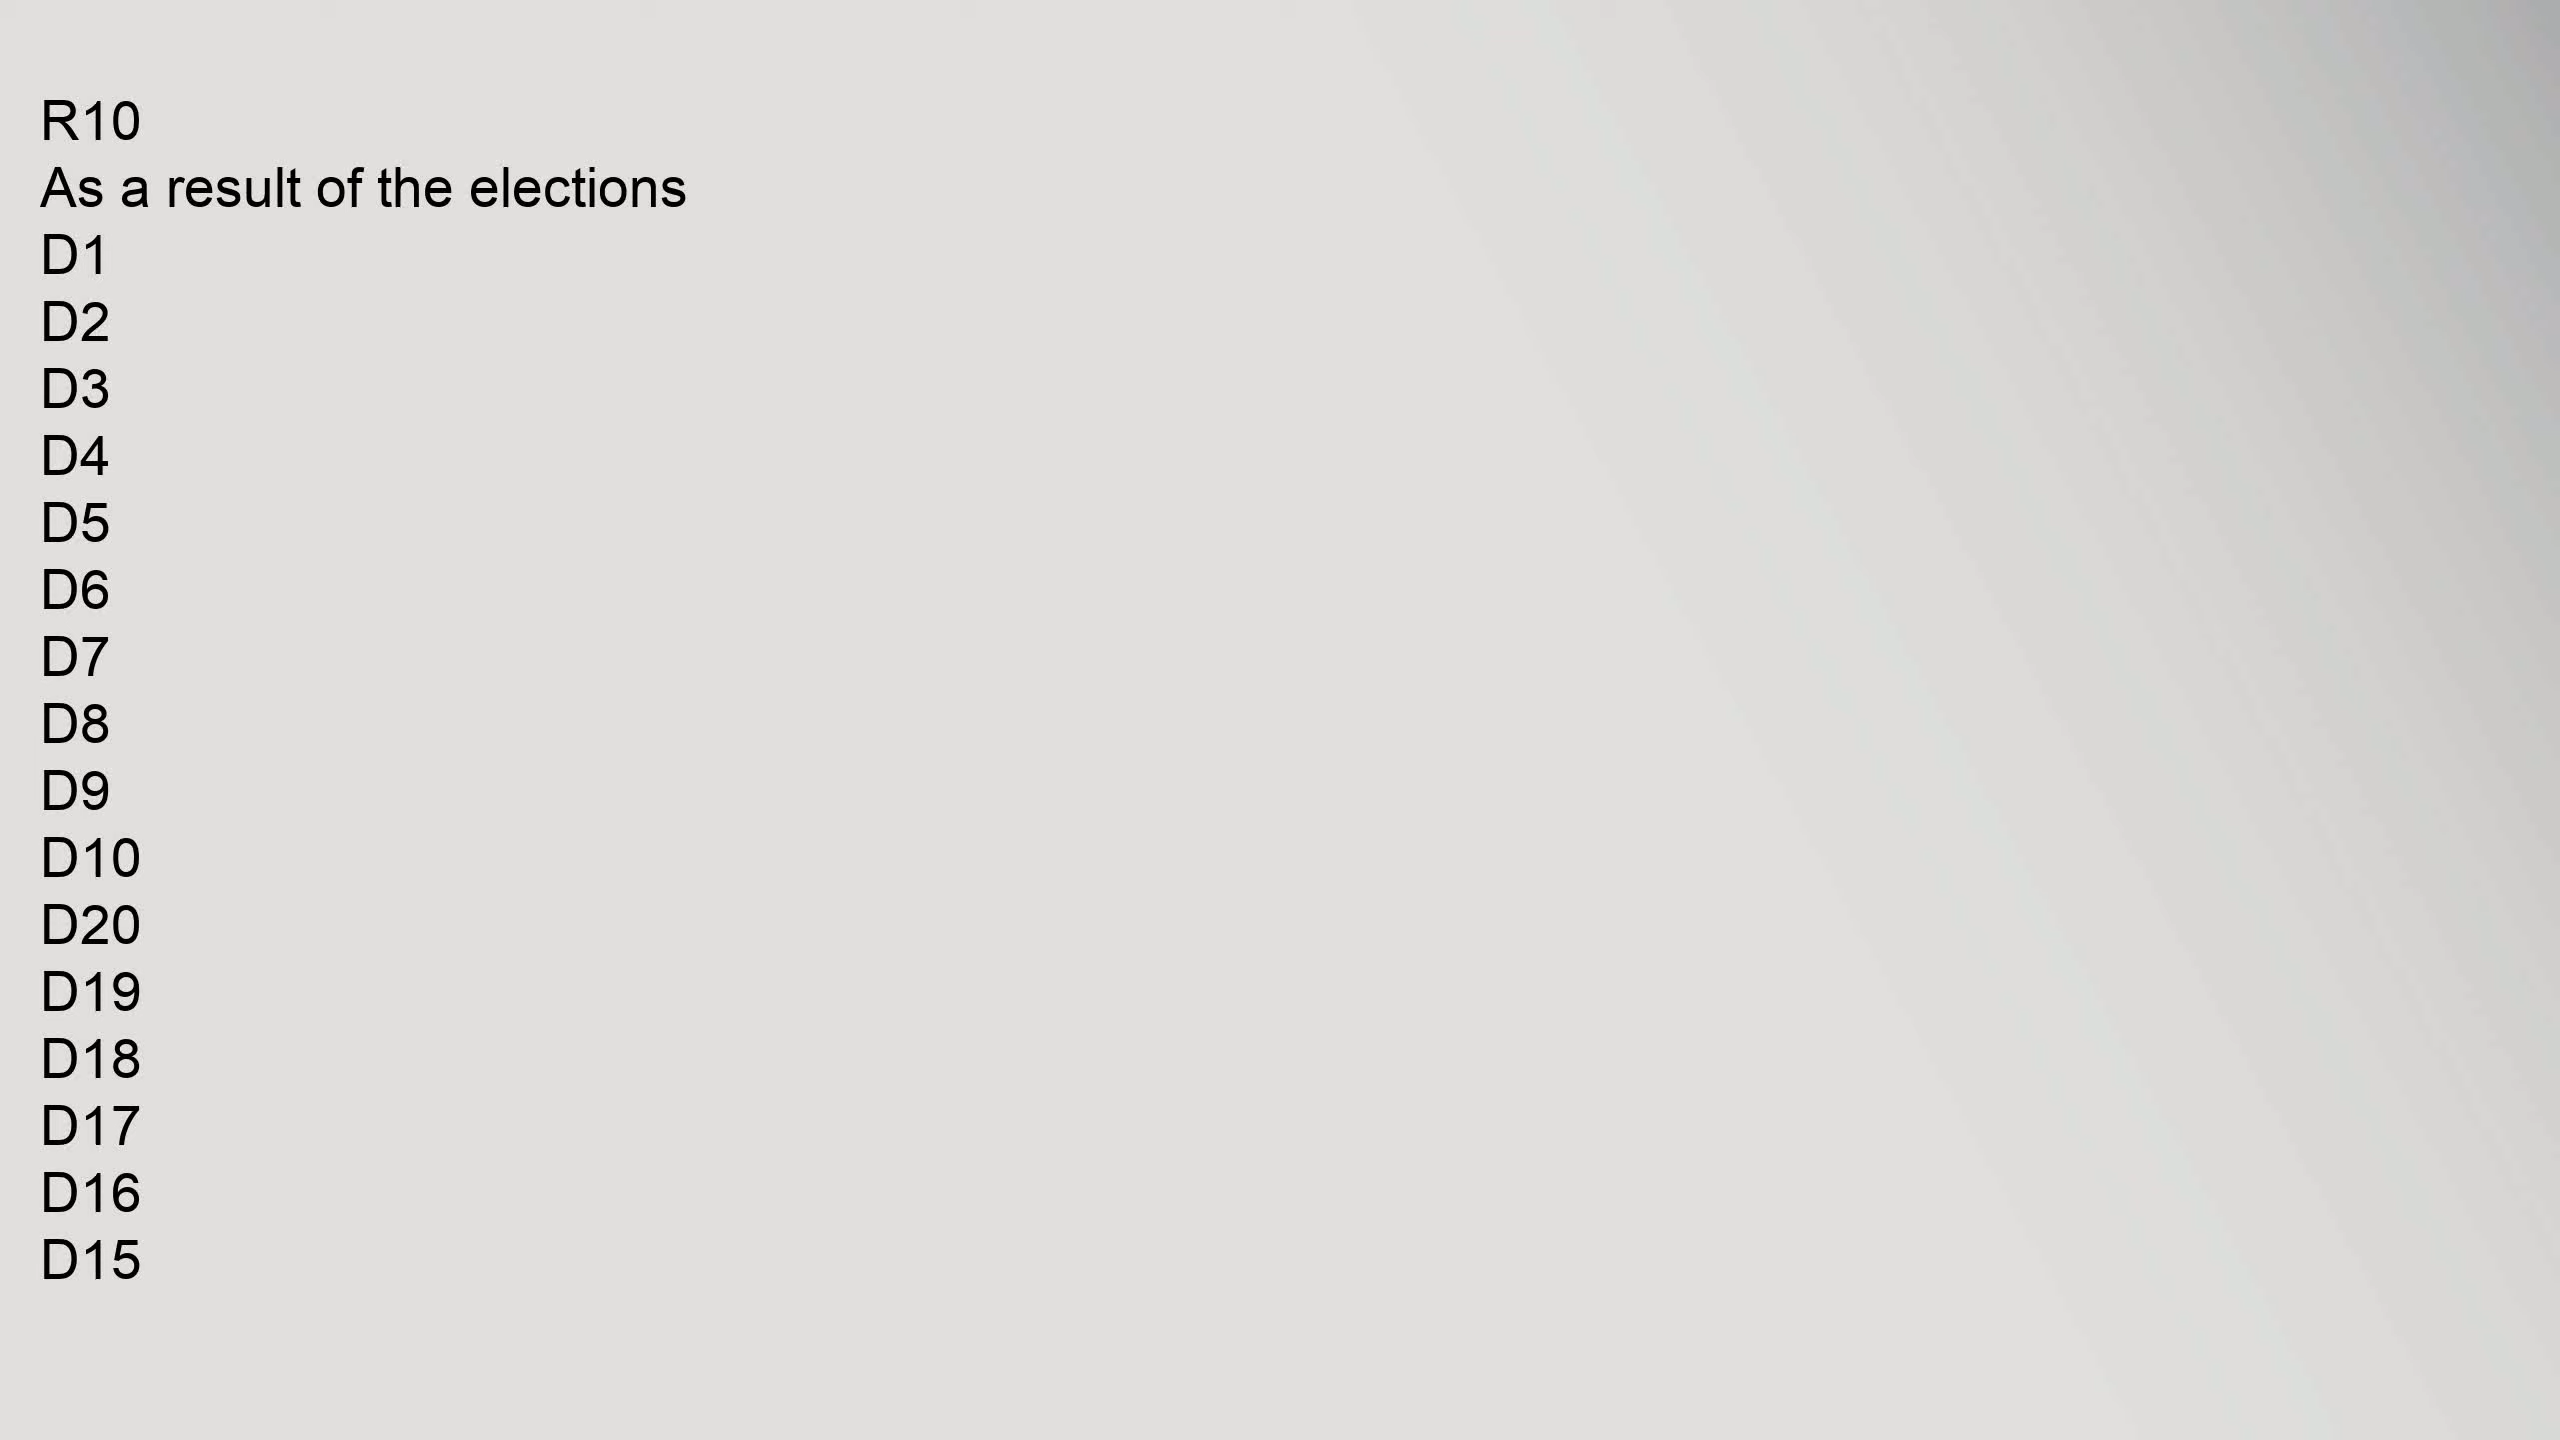 R10
As a result of the elections
D1
D2
D3
D4
D5
D6
D7
D8
D9
D10
D20
D19
D18
D17
D16
D15